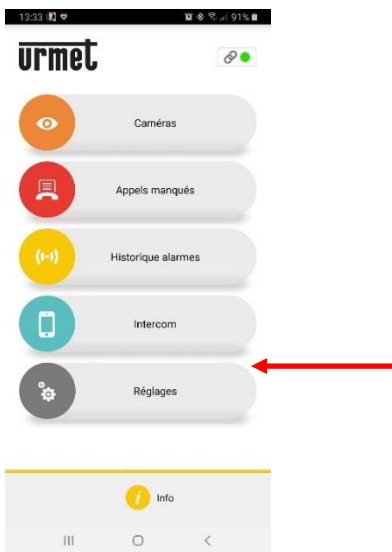 13:33 91%
urmet
Caméras
Appels manqués
Historique alarmes
Intercom
Réglages
i Info